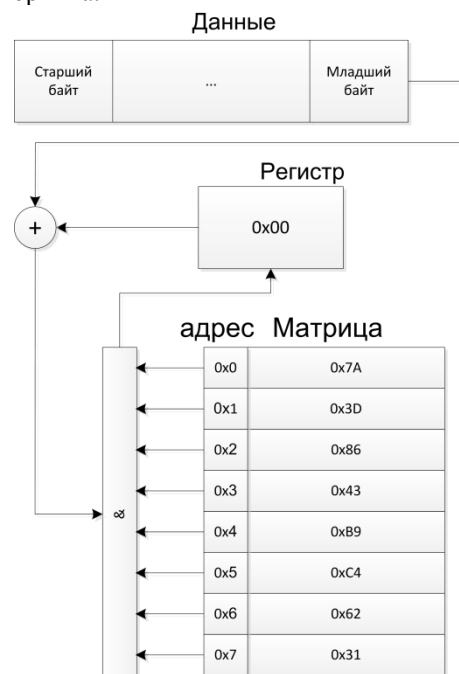 Данные
Старший
байт
...
Младший
байт
Регистр
+
0x00
адрес Матрица
0x0 0x7A
0x1 0x3D
0x2 0x86
0x3 0x43
&
0x4 0xB9
0x5 0xC4
0x6 0x62
0x7 0x31